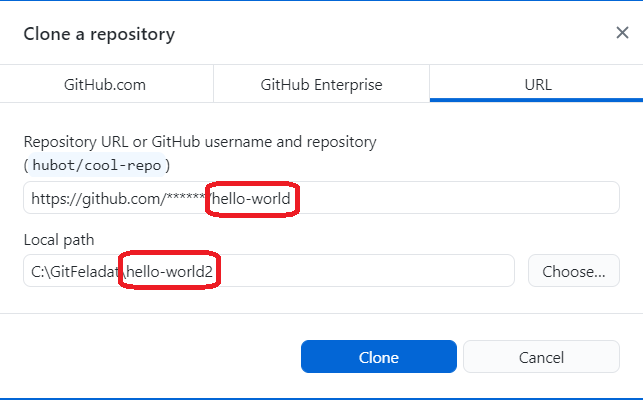 Clone a repository
GitHub.com
GitHub Enterprise
URL
Repository URL or GitHub username and repository
( hubot/cool-repo )
https://github.com/******/hello-world
Local path
C:\GitFeladat\hello-world2
Choose...
Clone
Cancel